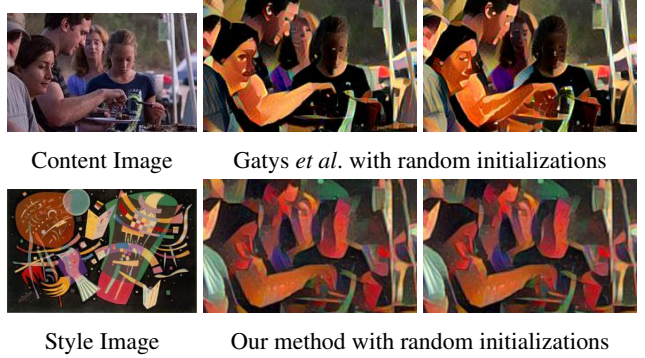 Content Image
Gatys et al. with random initializations
Style Image
Our method with random initializations